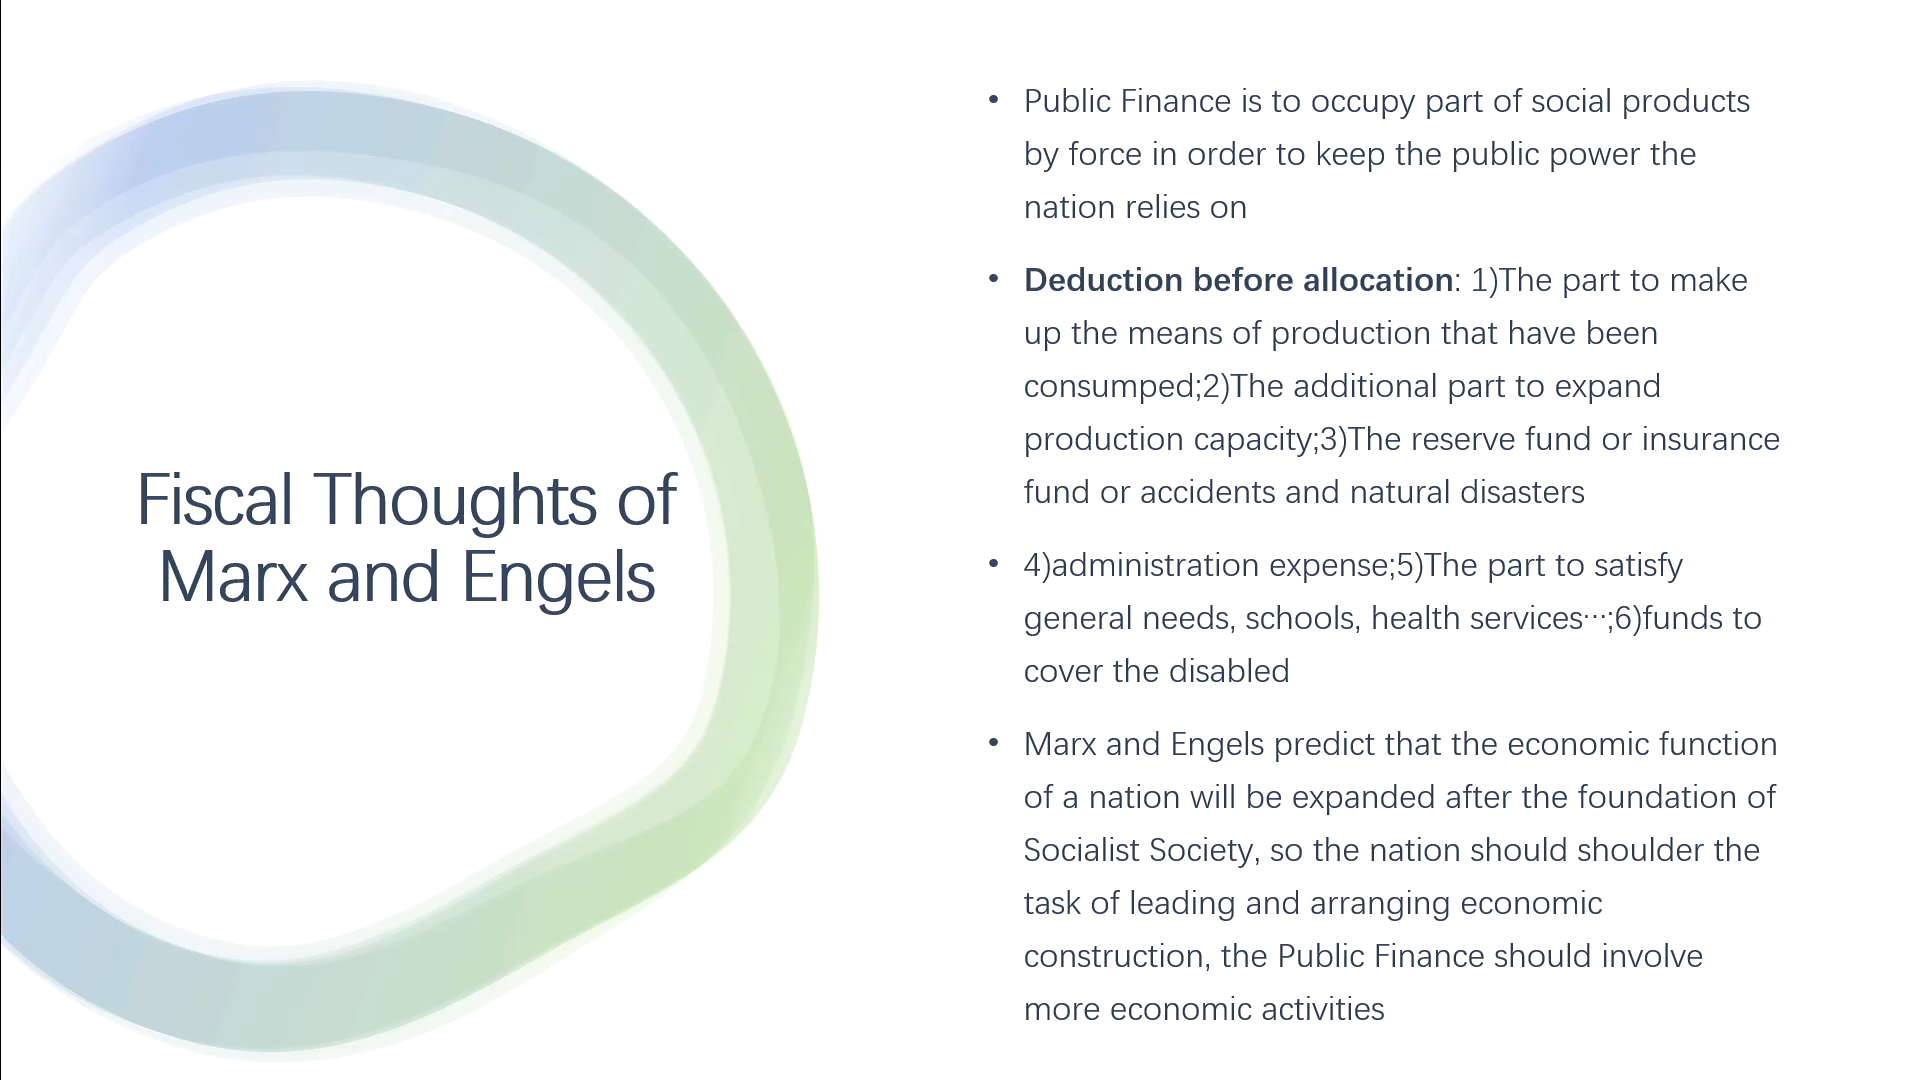 Fiscal Thoughts of
Marx and Engels
• Public Finance is to occupy part of social products
by force in order to keep the public power the
nation relies on
• Deduction before allocation: 1)The part to make
up the means of production that have been
consumped;2)The additional part to expand
production capacity;3)The reserve fund or insurance
fund or accidents and natural disasters
• 4)administration expense;5)The part to satisfy
general needs, schools, health services…;6)funds to
cover the disabled
• Marx and Engels predict that the economic function
of a nation will be expanded after the foundation of
Socialist Society, so the nation should shoulder the
task of leading and arranging economic
construction, the Public Finance should involve
more economic activities